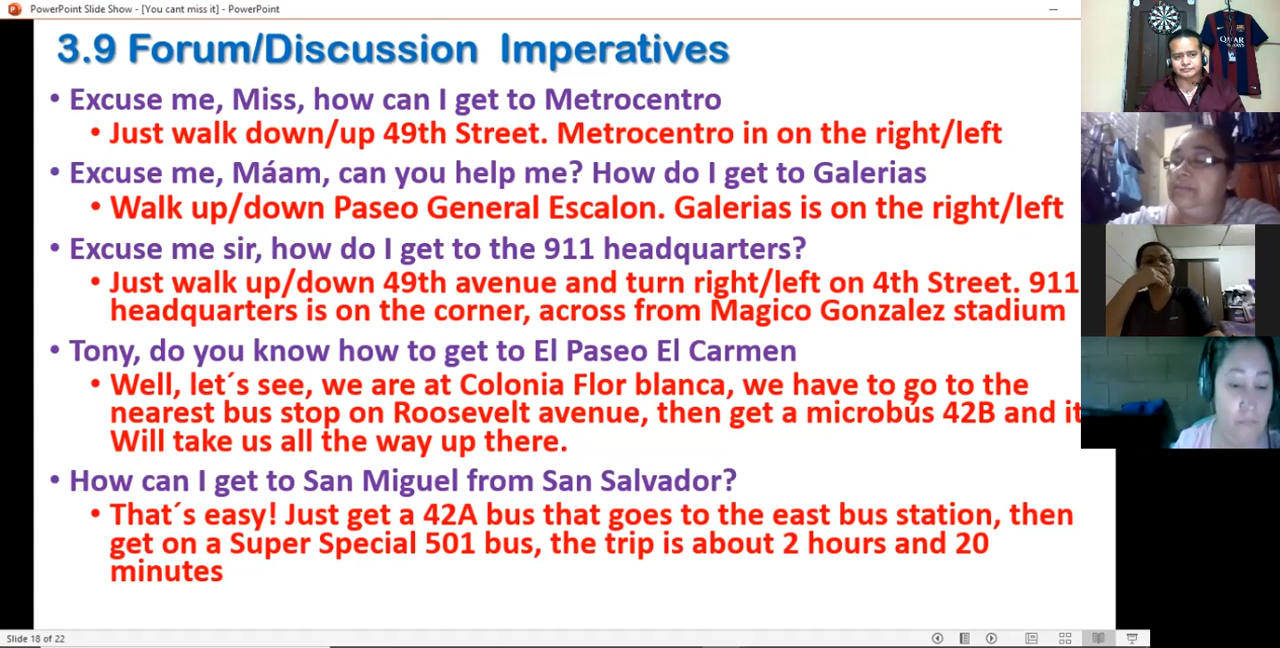 PowerPoint Slide Show - [You cant miss it] - PowerPoint
3.9 Forum/Discussion Imperatives
• Excuse me, Miss, how can I get to Metrocentro
• Just walk down/up 49th Street. Metrocentro in on the right/left
• Excuse me, Máam, can you help me? How do I get to Galerias
• Walk up/down Paseo General Escalon. Galerias is on the right/left
• Excuse me sir, how do I get to the 911 headquarters?
• Just walk up/down 49th avenue and turn right/left on 4th Street. 911
headquarters is on the corner, across from Magico Gonzalez stadium
• Tony, do you know how to get to El Paseo El Carmen
• Well, let´s see, we are at Colonia Flor blanca, we have to go to the
nearest bus stop on Roosevelt avenue, then get a microbús 42B and it
Will take us all the way up there.
• How can I get to San Miguel from San Salvador?
• That´s easy! Just get a 42A bus that goes to the east bus station, then
get on a Super Special 501 bus, the trip is about 2 hours and 20
minutes
Slide 18 of 22
QATAR